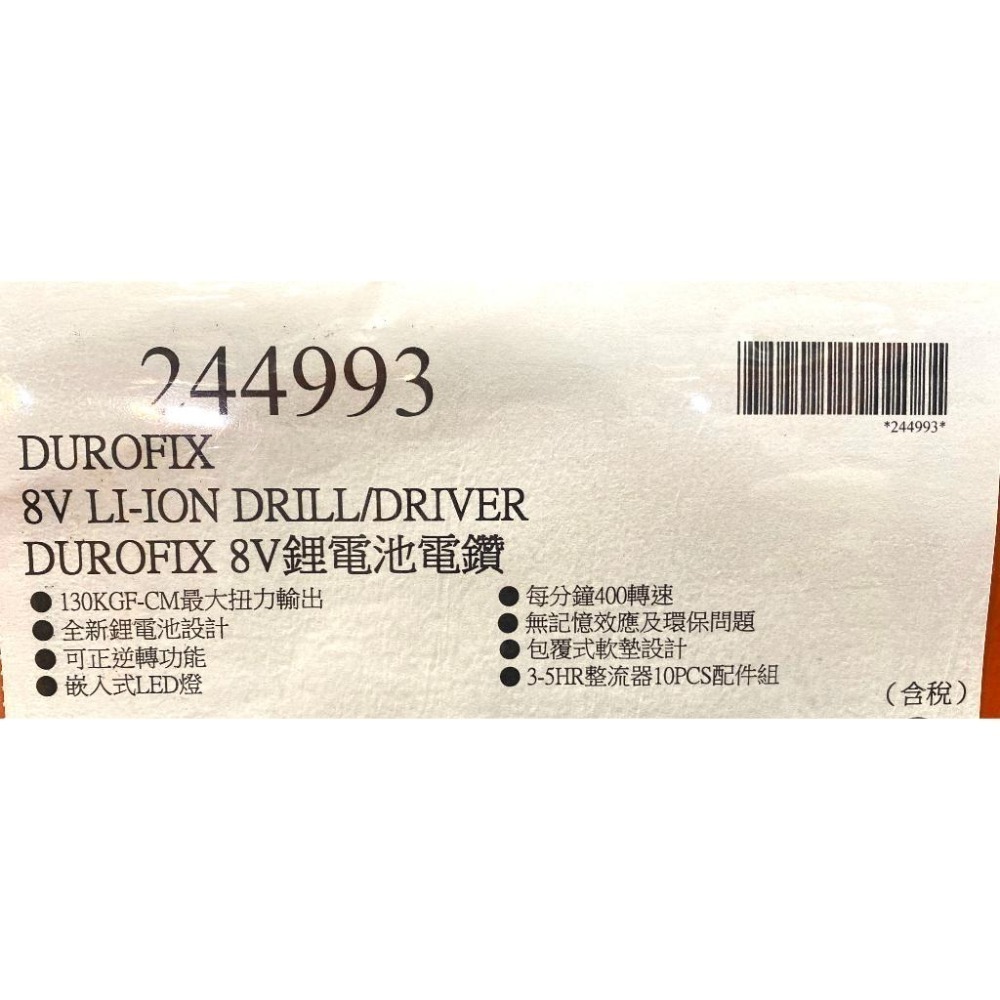 244993
*244993*
DUROFIX
8V LI-ION DRILL/DRIVER
DUROFIX 8V鋰電池電鑽
●130KGF-CM最大扭力輸出
●全新鋰電池設計
●可正逆轉功能
●嵌入式LED燈
●每分鐘400轉速
●無記憶效應及環保問題
●包覆式軟墊設計
●3-5HR整流器10PCS配件組
(含稅)